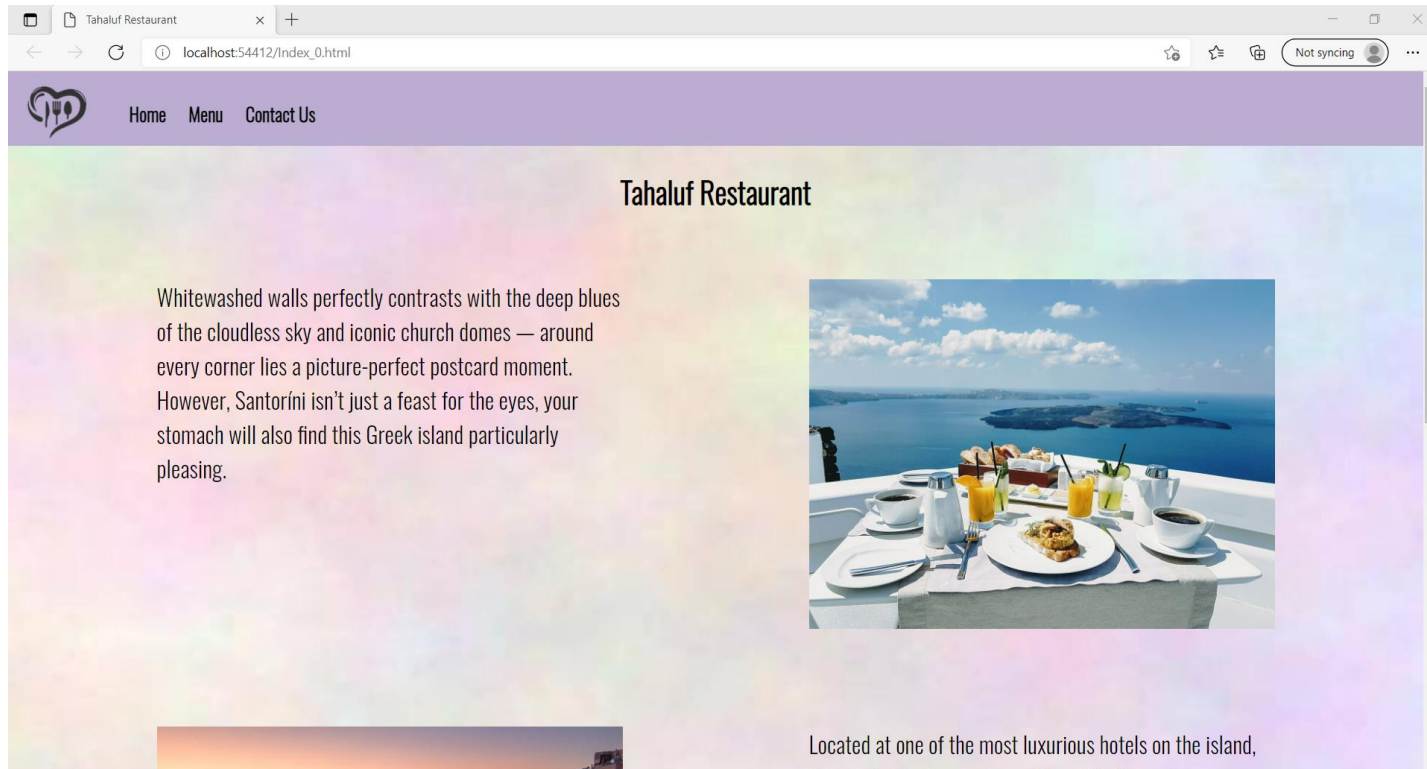 Tahaluf Restaurant
localhost:54412/Index_0.html
Not syncing
Home Menu Contact Us
Tahaluf Restaurant
Whitewashed walls perfectly contrasts with the deep blues
of the cloudless sky and iconic church domes — around
every corner lies a picture-perfect postcard moment.
However, Santoríni isn’t just a feast for the eyes, your
stomach will also find this Greek island particularly
pleasing.
Located at one of the most luxurious hotels on the island,